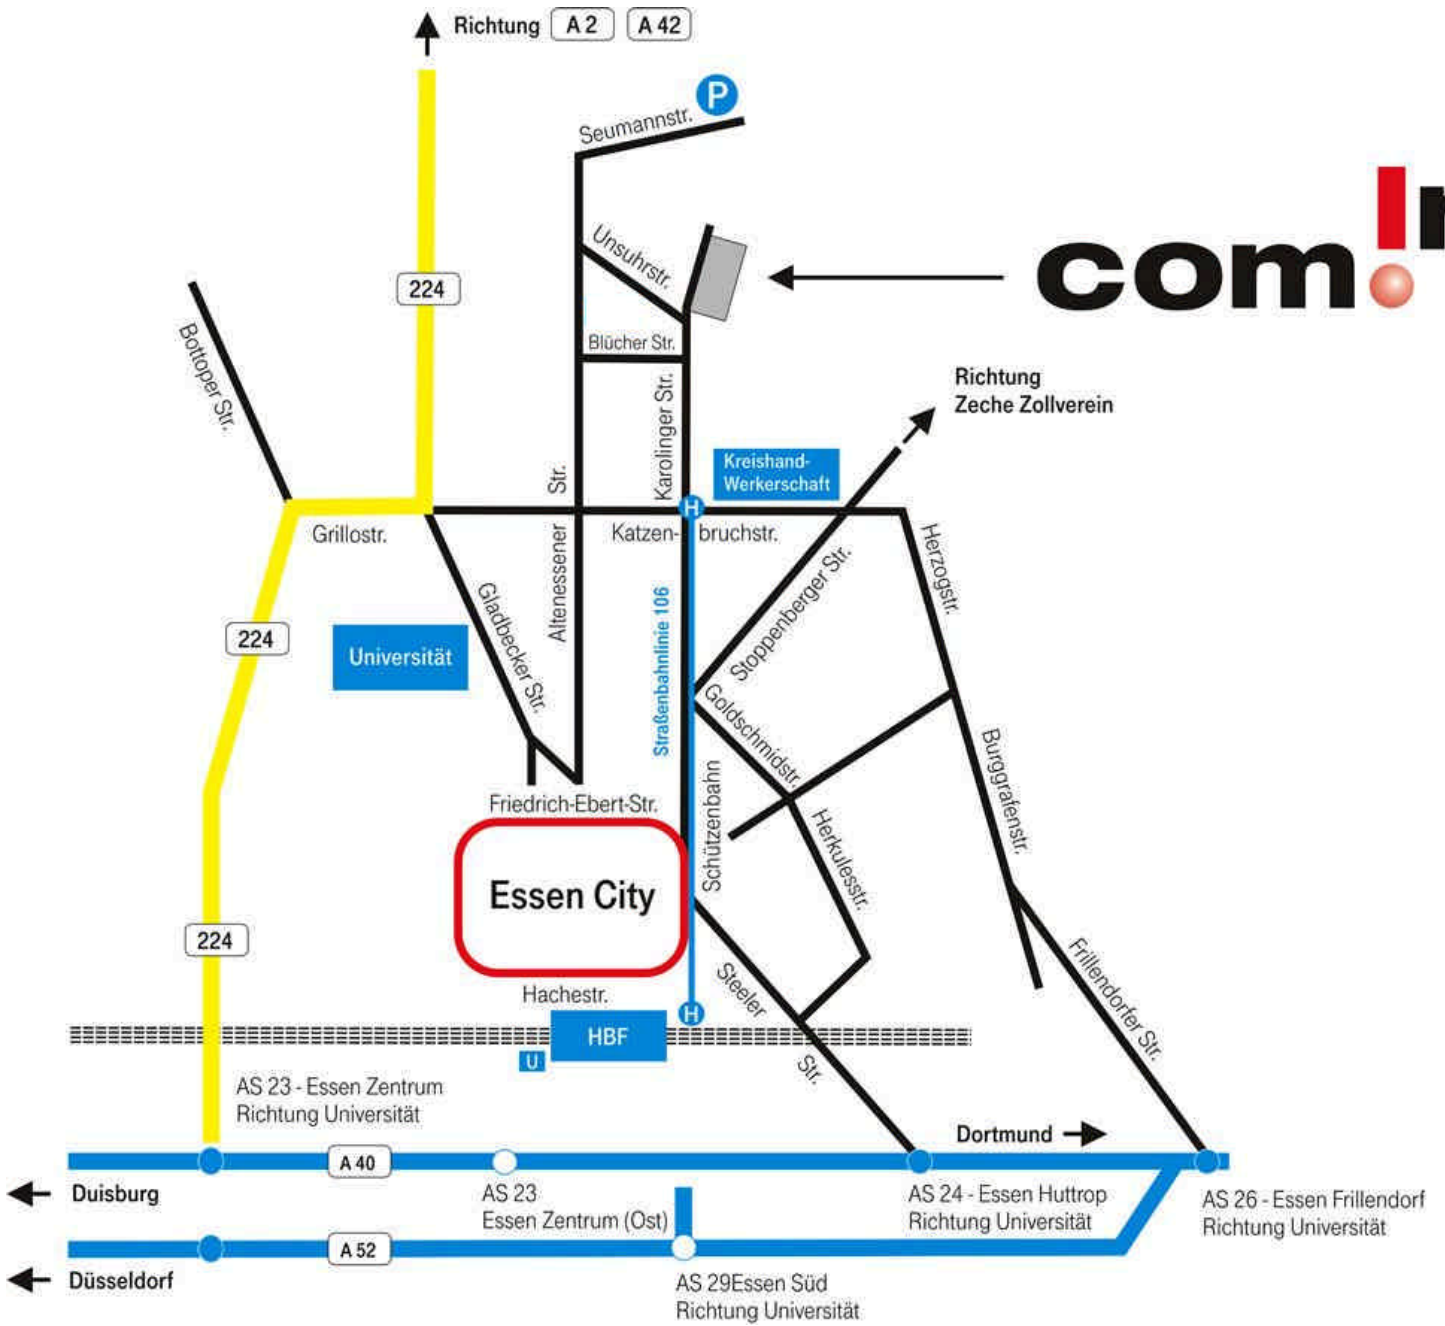 Richtung A 2 A 42
P
Seumannstr.
Unsuhrstr.
com!
224
Blücher Str.
Bottoper Str.
Richtung
Zeche Zollverein
Karolinger Str.
Kreishand-
Werkerschaft
H
Grillostr.
Altenessener Str.
Katzen- bruchstr.
Herzogstr.
Gladbecker Str.
Straßenbahnlinie 106
Stoppenberger Str.
224
Universität
Goldschmidstr.
Burggrafenstr.
Friedrich-Ebert-Str.
Schützenbahn
Herkulesstr.
Essen City
224
Steeler Str.
Frillendorfer Str.
Hachestr.
H
HBF
U
AS 23 - Essen Zentrum
Richtung Universität
Dortmund
A 40
Duisburg
AS 23
Essen Zentrum (Ost)
AS 24 - Essen Huttrop
Richtung Universität
AS 26 - Essen Frillendorf
Richtung Universität
A 52
Düsseldorf
AS 29Essen Süd
Richtung Universität